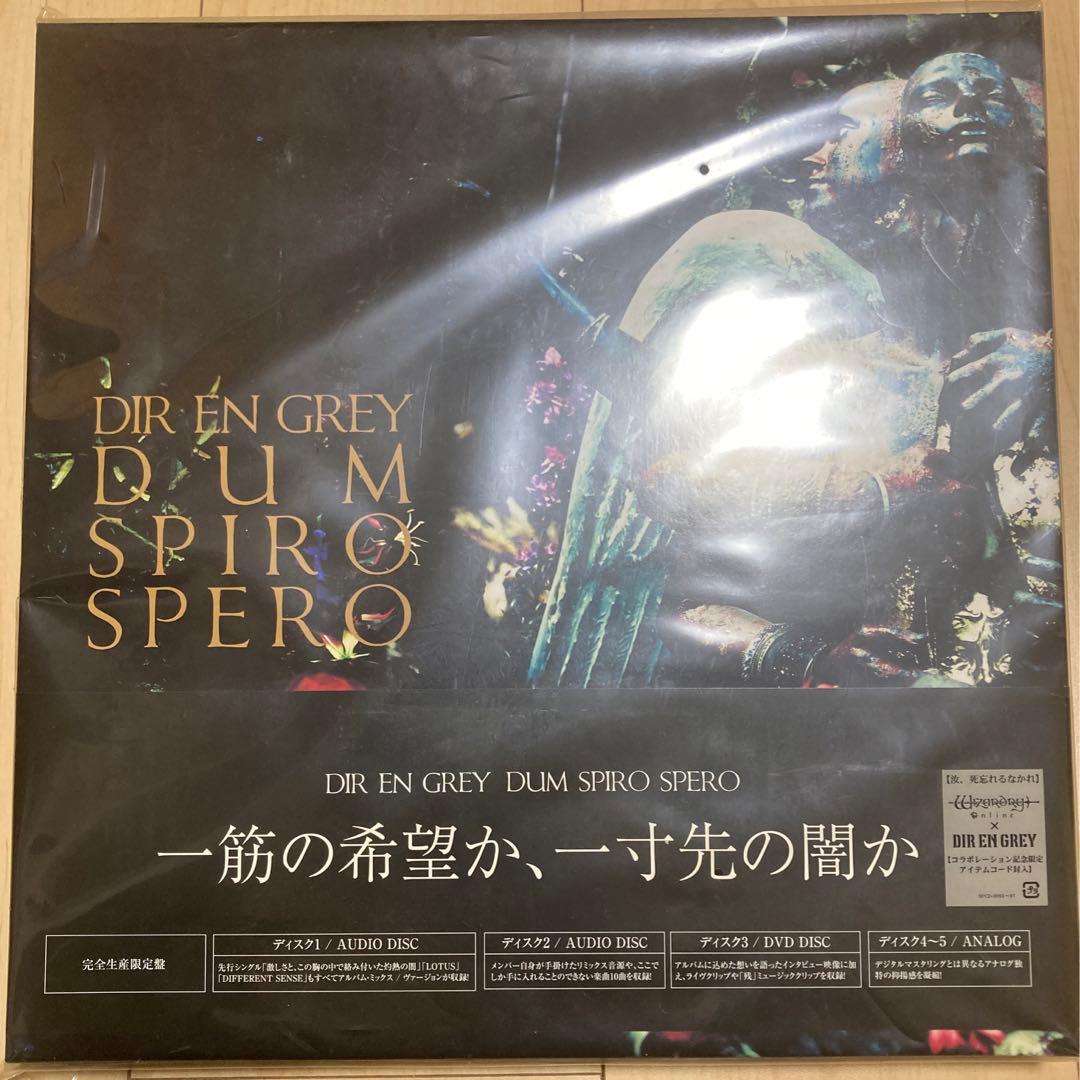 DIR EN GREY
DUM
SPIRO
SPERO
DIR EN GREY DUM SPIRO SPERO
一筋の希望か、一寸先の闇か
【汝、死忘れるなかれ】
Wizardry
Online
×
DIR EN GREY
【コラボレーション記念限定
アイテムコード封入】
完全生産限定盤
ディスク1 / AUDIO DISC
先行シングル「激しさと、この胸の中で絡み付いた灼熱の闇」「LOTUS」
「DIFFERENT SENSE」もすべてアルバム・ミックス / ヴァージョンが収録!
ディスク2 / AUDIO DISC
メンバー自身が手掛けたリミックス音源や、ここで
しか手に入れることのできない楽曲10曲を収録!
ディスク3 / DVD DISC
アルバムに込めた想いを語ったインタビュー映像に加
え、ライヴクリップや「残」ミュージッククリップを収録!
ディスク4〜5 / ANALOG
デジタルマスタリングとは異なるアナログ独
特の抑揚感を凝縮!